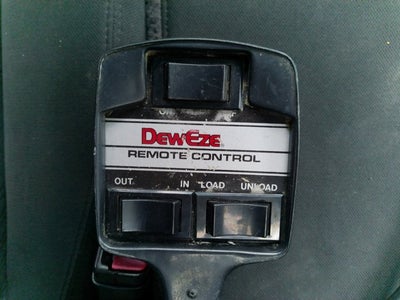 DEWEZE
REMOTE CONTROL
OUT IN LOAD UNLOAD